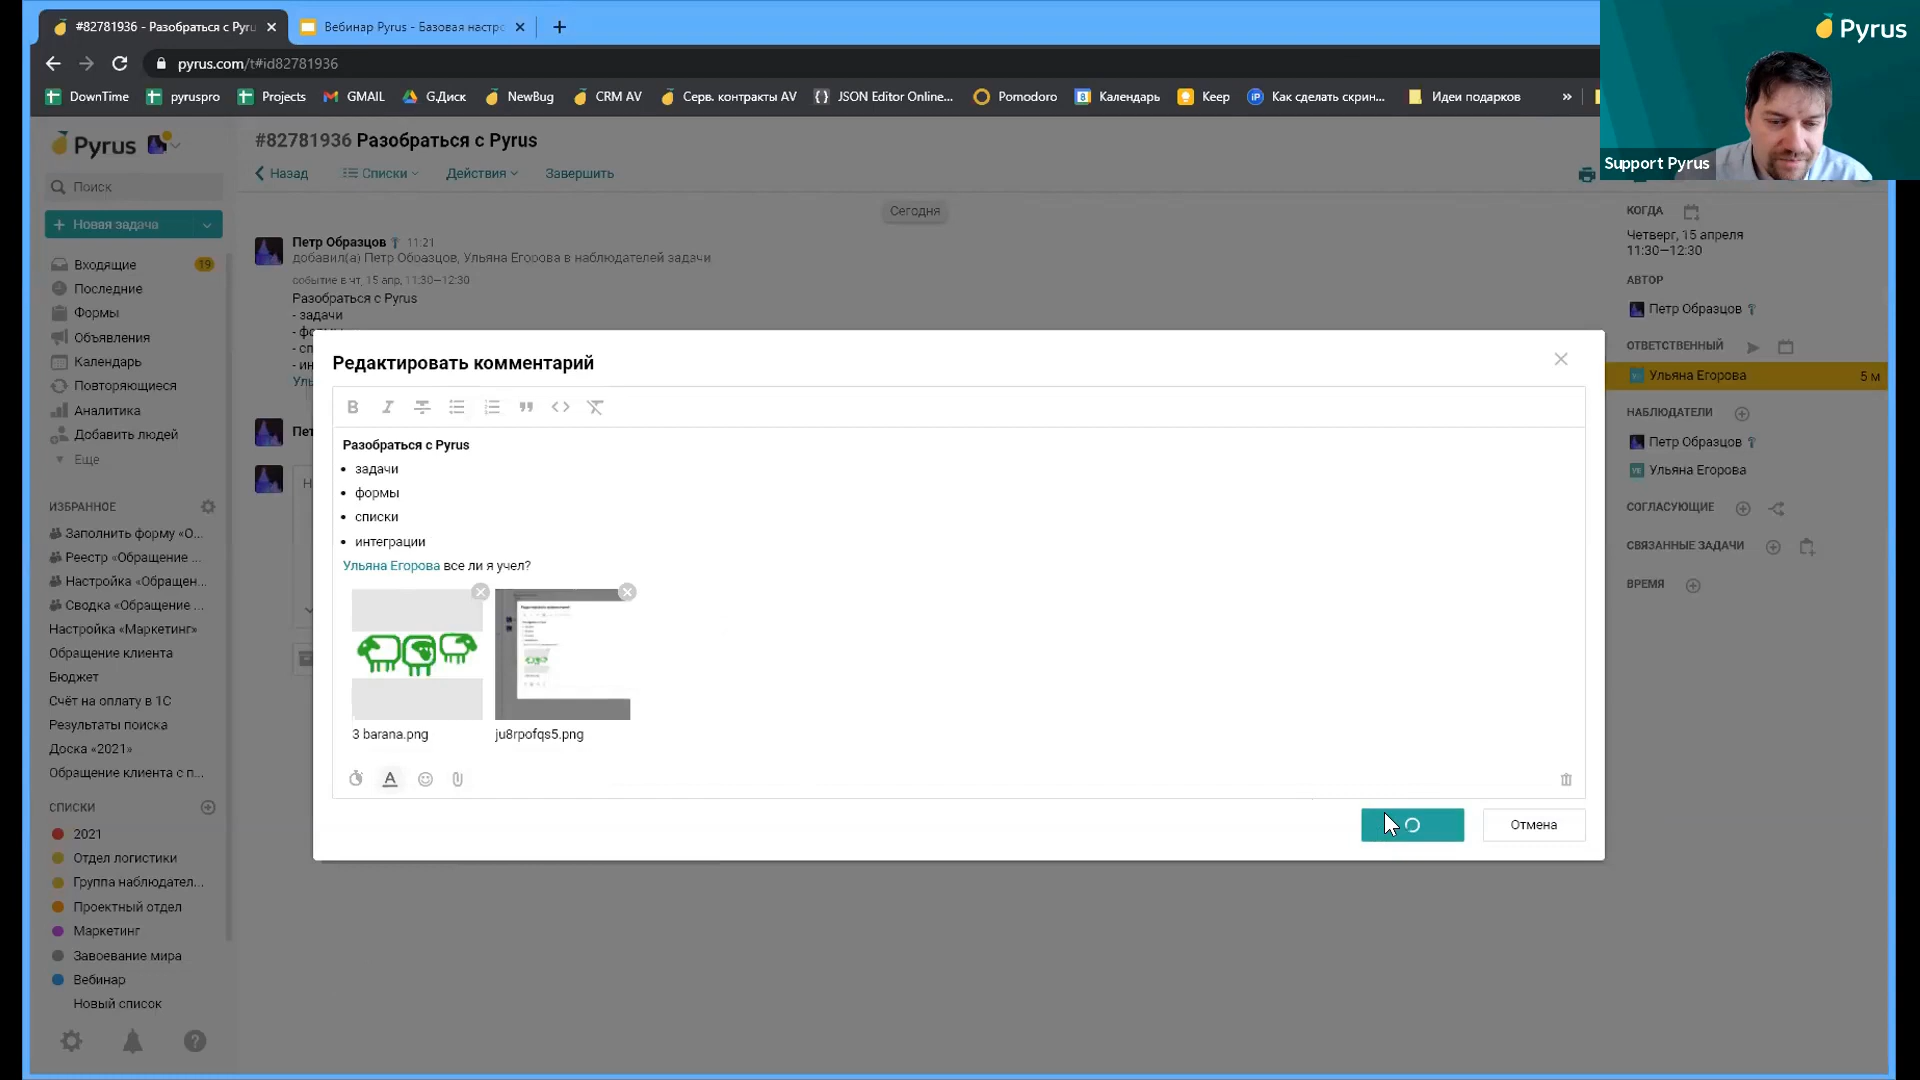 #82781936 - Разобраться с Pyru
Вебинар Pyrus - Базовая настро
Pyrus
pyrus.com/t#id82781936
DownTime
pyruspro
Projects
GMAIL
G.Диск
NewBug
CRM AV
Серв. контракты AV
JSON Editor Online...
Pomodoro
Календарь
Keep
Как сделать скрин...
Идеи подарков
»
Support Pyrus
Pyrus
Поиск
+ Новая задача
Входящие 19
Последние
Формы
Объявления
Календарь
Повторяющиеся
Аналитика
Добавить людей
Еще
ИЗБРАННОЕ
Заполнить форму «О...
Реестр «Обращение ...
Настройка «Обращен...
Сводка «Обращение ...
Настройка «Маркетинг»
Обращение клиента
Бюджет
Счёт на оплату в 1С
Результаты поиска
Доска «2021»
Обращение клиента с п...
СПИСКИ
2021
Отдел логистики
Группа наблюдател...
Проектный отдел
Маркетинг
Завоевание мира
Вебинар
Новый список
#82781936 Разобраться с Pyrus
Назад
Списки
Действия
Завершить
Сегодня
Петр Образцов 11:21
добавил(а) Петр Образцов, Ульяна Егорова в наблюдателей задачи
событие в чт, 15 апр, 11:30—12:30
Разобраться с Pyrus
- задачи
Редактировать комментарий
Разобраться с Pyrus
• задачи
• формы
• списки
• интеграции
Ульяна Егорова все ли я учел?
3 barana.png
ju8rpofqs5.png
Отмена
КОГДА
Четверг, 15 апреля
11:30—12:30
АВТОР
Петр Образцов
ОТВЕТСТВЕННЫЙ
Ульяна Егорова 5 м
НАБЛЮДАТЕЛИ
Петр Образцов
Ульяна Егорова
СОГЛАСУЮЩИЕ
СВЯЗАННЫЕ ЗАДАЧИ
ВРЕМЯ